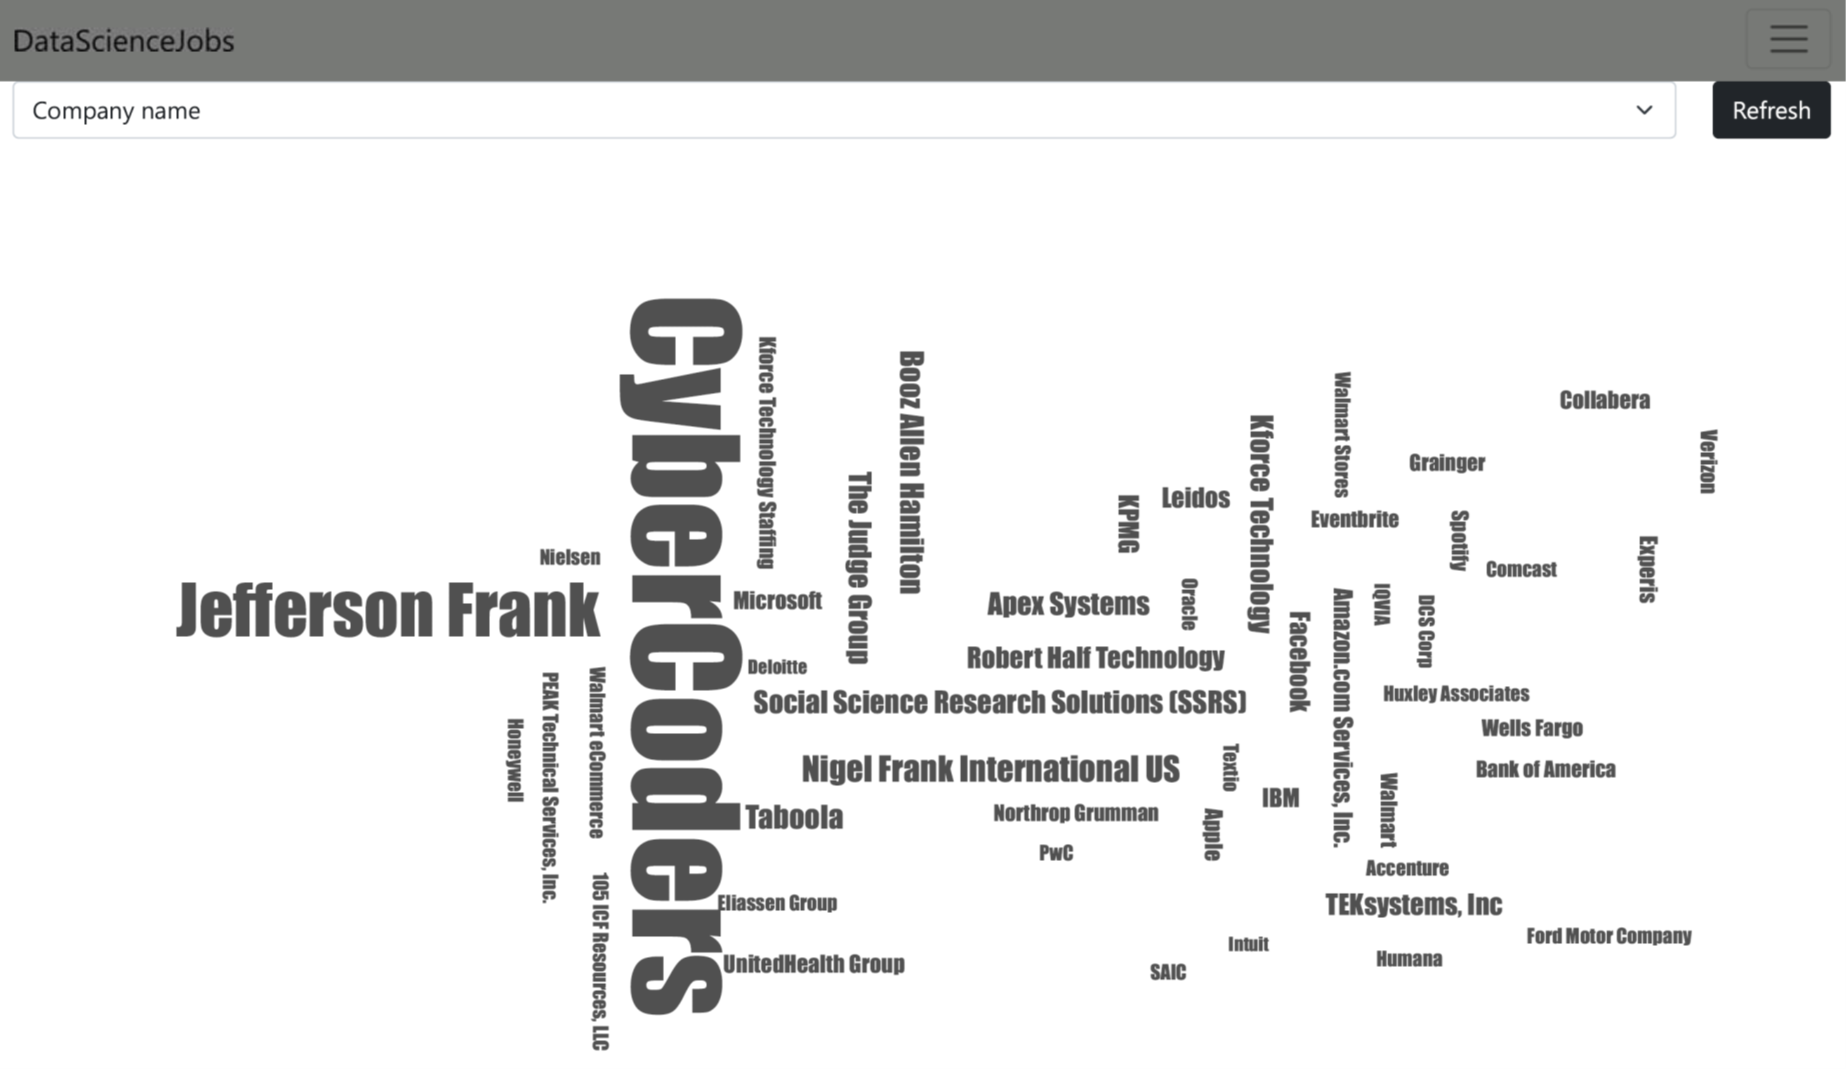 DataScienceJobs
Company name
Refresh
CyberCoders
Kforce Technology Staffing
Booz Allen Hamilton
The Judge Group
Walmart Stores
Collabera
Kforce Technology
Verizon
Grainger
KPMG
Leidos
Eventbrite
Spotify
Experis
Nielsen
Comcast
Jefferson Frank
Microsoft
Apex Systems
Oracle
IQVIA
DCS Corp
Amazon.com Services, Inc.
Facebook
Robert Half Technology
Deloitte
Walmart eCommerce
PEAK Technical Services, Inc.
Huxley Associates
Social Science Research Solutions (SSRS)
Honeywell
Wells Fargo
Nigel Frank International US
Textio
Bank of America
IBM
Walmart
Taboola
Northrop Grumman
Apple
PwC
Accenture
105 ICF Resources, LLC
Eliassen Group
TEKsystems, Inc
Ford Motor Company
Intuit
UnitedHealth Group
Humana
SAIC